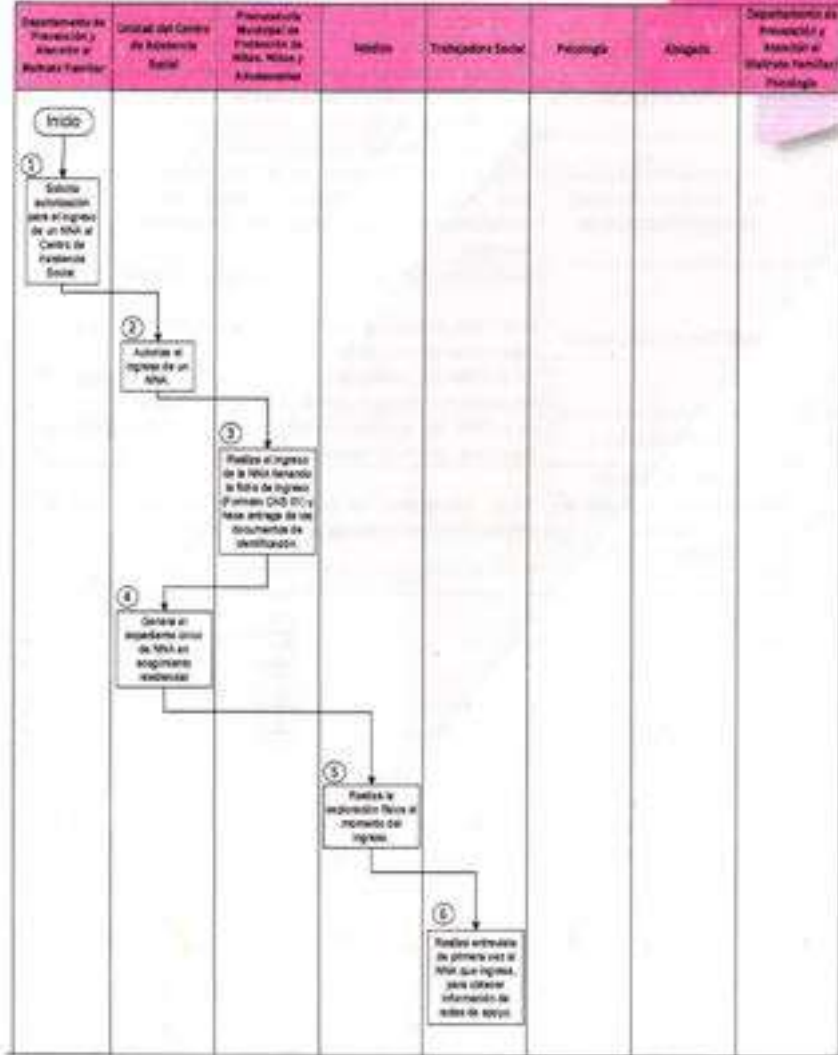 Departamento de
Prevención y
Atención al
Maltrato Familiar
Unidad del Centro
de Asistencia
Social
Procuraduría
Municipal de
Protección de
Niñas, Niños y
Adolescentes
Médico
Trabajadora Social
Psicología
Abogado
Departamento de
Prevención y
Atención al
Maltrato Familiar/
Psicología
Inicio
1
Solicita
autorización
para el ingreso
de un NNA al
Centro de
Asistencia
Social
2
Autoriza el
ingreso de un
NNA.
3
Realiza el ingreso
de la NNA llenando
la ficha de ingreso
(Formato 01) y
hace entrega de los
documentos de
identificación.
4
Genera el
expediente único
de NNA en
acogimiento
residencial
5
Realiza la
exploración física al
momento del
ingreso.
6
Realiza entrevista
de primera vez al
NNA que ingresa,
para obtener
información de
redes de apoyo.